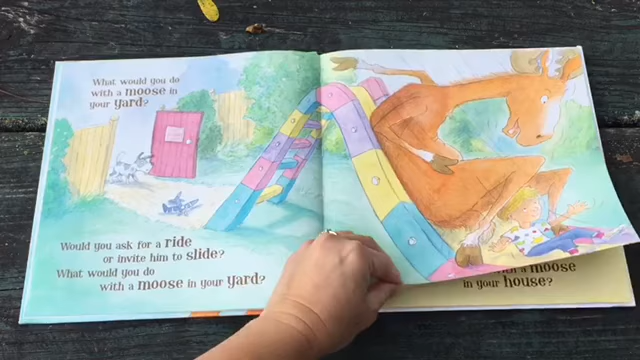 What would you do
with a moose in
your yard?
Would you ask for a ride
or invite him to slide?
What would you do
with a moose in your yard?
with a moose
in your house?